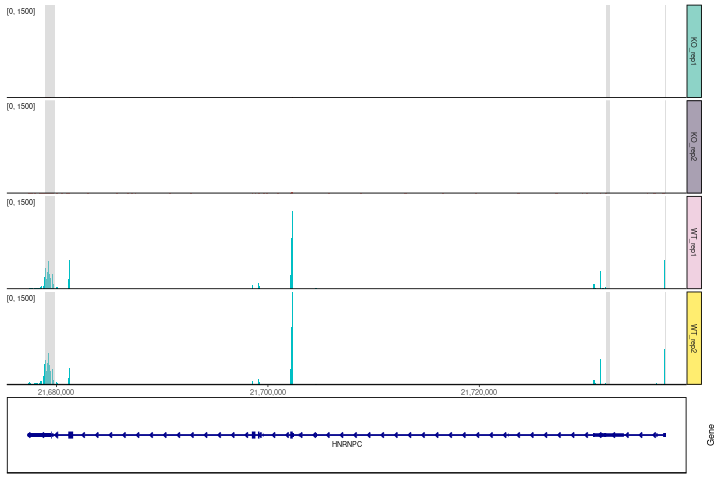 [0, 1500]
KO_rep1
[0, 1500]
KO_rep2
[0, 1500]
WT_rep1
[0, 1500]
WT_rep2
21,680,000 21,700,000 21,720,000
HNRNPC
Gene